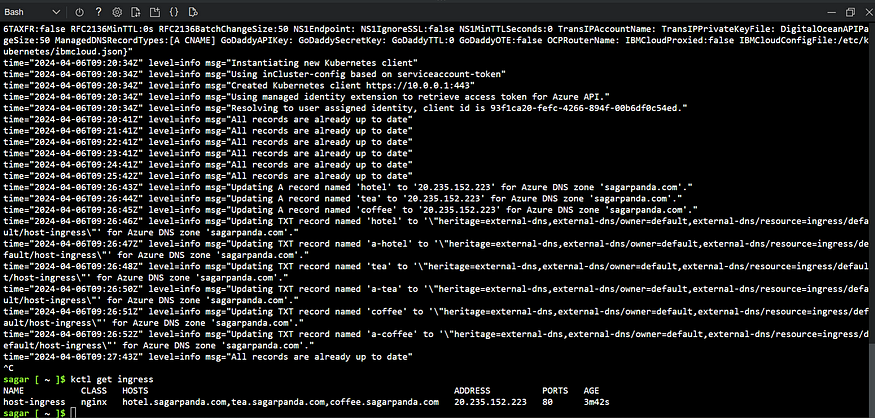 Bash
6TAXFR:false RFC2136MinTTL:0s RFC2136BatchChangeSize:50 NS1Endpoint: NS1IgnoreSSL:false NS1MinTTLSeconds:0 TransIPAccountName: TransIPPrivateKeyFile: DigitalOceanAPIPa
geSize:50 ManagedDNSRecordTypes:[A CNAME] GoDaddyAPIKey: GoDaddySecretKey: GoDaddyTTL:0 GoDaddyOTE:false OCPRouterName: IBMCloudProxied:false IBMCloudConfigFile:/etc/k
ubernetes/ibmcloud.json}"
time="2024-04-06T09:20:34Z" level=info msg="Instantiating new Kubernetes client"
time="2024-04-06T09:20:34Z" level=info msg="Using inCluster-config based on serviceaccount-token"
time="2024-04-06T09:20:34Z" level=info msg="Created Kubernetes client https://10.0.0.1:443"
time="2024-04-06T09:20:34Z" level=info msg="Using managed identity extension to retrieve access token for Azure API."
time="2024-04-06T09:20:34Z" level=info msg="Resolving to user assigned identity, client id is 93f1ca20-fefc-4266-894f-00b6df0c54ed."
time="2024-04-06T09:20:41Z" level=info msg="All records are already up to date"
time="2024-04-06T09:21:41Z" level=info msg="All records are already up to date"
time="2024-04-06T09:22:41Z" level=info msg="All records are already up to date"
time="2024-04-06T09:23:41Z" level=info msg="All records are already up to date"
time="2024-04-06T09:24:41Z" level=info msg="All records are already up to date"
time="2024-04-06T09:25:42Z" level=info msg="All records are already up to date"
time="2024-04-06T09:26:43Z" level=info msg="Updating A record named 'hotel' to '20.235.152.223' for Azure DNS zone 'sagarpanda.com'."
time="2024-04-06T09:26:44Z" level=info msg="Updating A record named 'tea' to '20.235.152.223' for Azure DNS zone 'sagarpanda.com'."
time="2024-04-06T09:26:45Z" level=info msg="Updating A record named 'coffee' to '20.235.152.223' for Azure DNS zone 'sagarpanda.com'."
time="2024-04-06T09:26:46Z" level=info msg="Updating TXT record named 'hotel' to '\"heritage=external-dns,external-dns/owner=default,external-dns/resource=ingress/defa
ult/host-ingress\"' for Azure DNS zone 'sagarpanda.com'."
time="2024-04-06T09:26:47Z" level=info msg="Updating TXT record named 'a-hotel' to '\"heritage=external-dns,external-dns/owner=default,external-dns/resource=ingress/de
fault/host-ingress\"' for Azure DNS zone 'sagarpanda.com'."
time="2024-04-06T09:26:48Z" level=info msg="Updating TXT record named 'tea' to '\"heritage=external-dns,external-dns/owner=default,external-dns/resource=ingress/defaul
t/host-ingress\"' for Azure DNS zone 'sagarpanda.com'."
time="2024-04-06T09:26:50Z" level=info msg="Updating TXT record named 'a-tea' to '\"heritage=external-dns,external-dns/owner=default,external-dns/resource=ingress/defa
ult/host-ingress\"' for Azure DNS zone 'sagarpanda.com'."
time="2024-04-06T09:26:51Z" level=info msg="Updating TXT record named 'coffee' to '\"heritage=external-dns,external-dns/owner=default,external-dns/resource=ingress/def
ault/host-ingress\"' for Azure DNS zone 'sagarpanda.com'."
time="2024-04-06T09:26:52Z" level=info msg="Updating TXT record named 'a-coffee' to '\"heritage=external-dns,external-dns/owner=default,external-dns/resource=ingress/d
efault/host-ingress\"' for Azure DNS zone 'sagarpanda.com'."
time="2024-04-06T09:27:43Z" level=info msg="All records are already up to date"
^C
sagar [ ~ ]$ kctl get ingress
NAME CLASS HOSTS ADDRESS PORTS AGE
host-ingress nginx hotel.sagarpanda.com,tea.sagarpanda.com,coffee.sagarpanda.com 20.235.152.223 80 3m42s
sagar [ ~ ]$